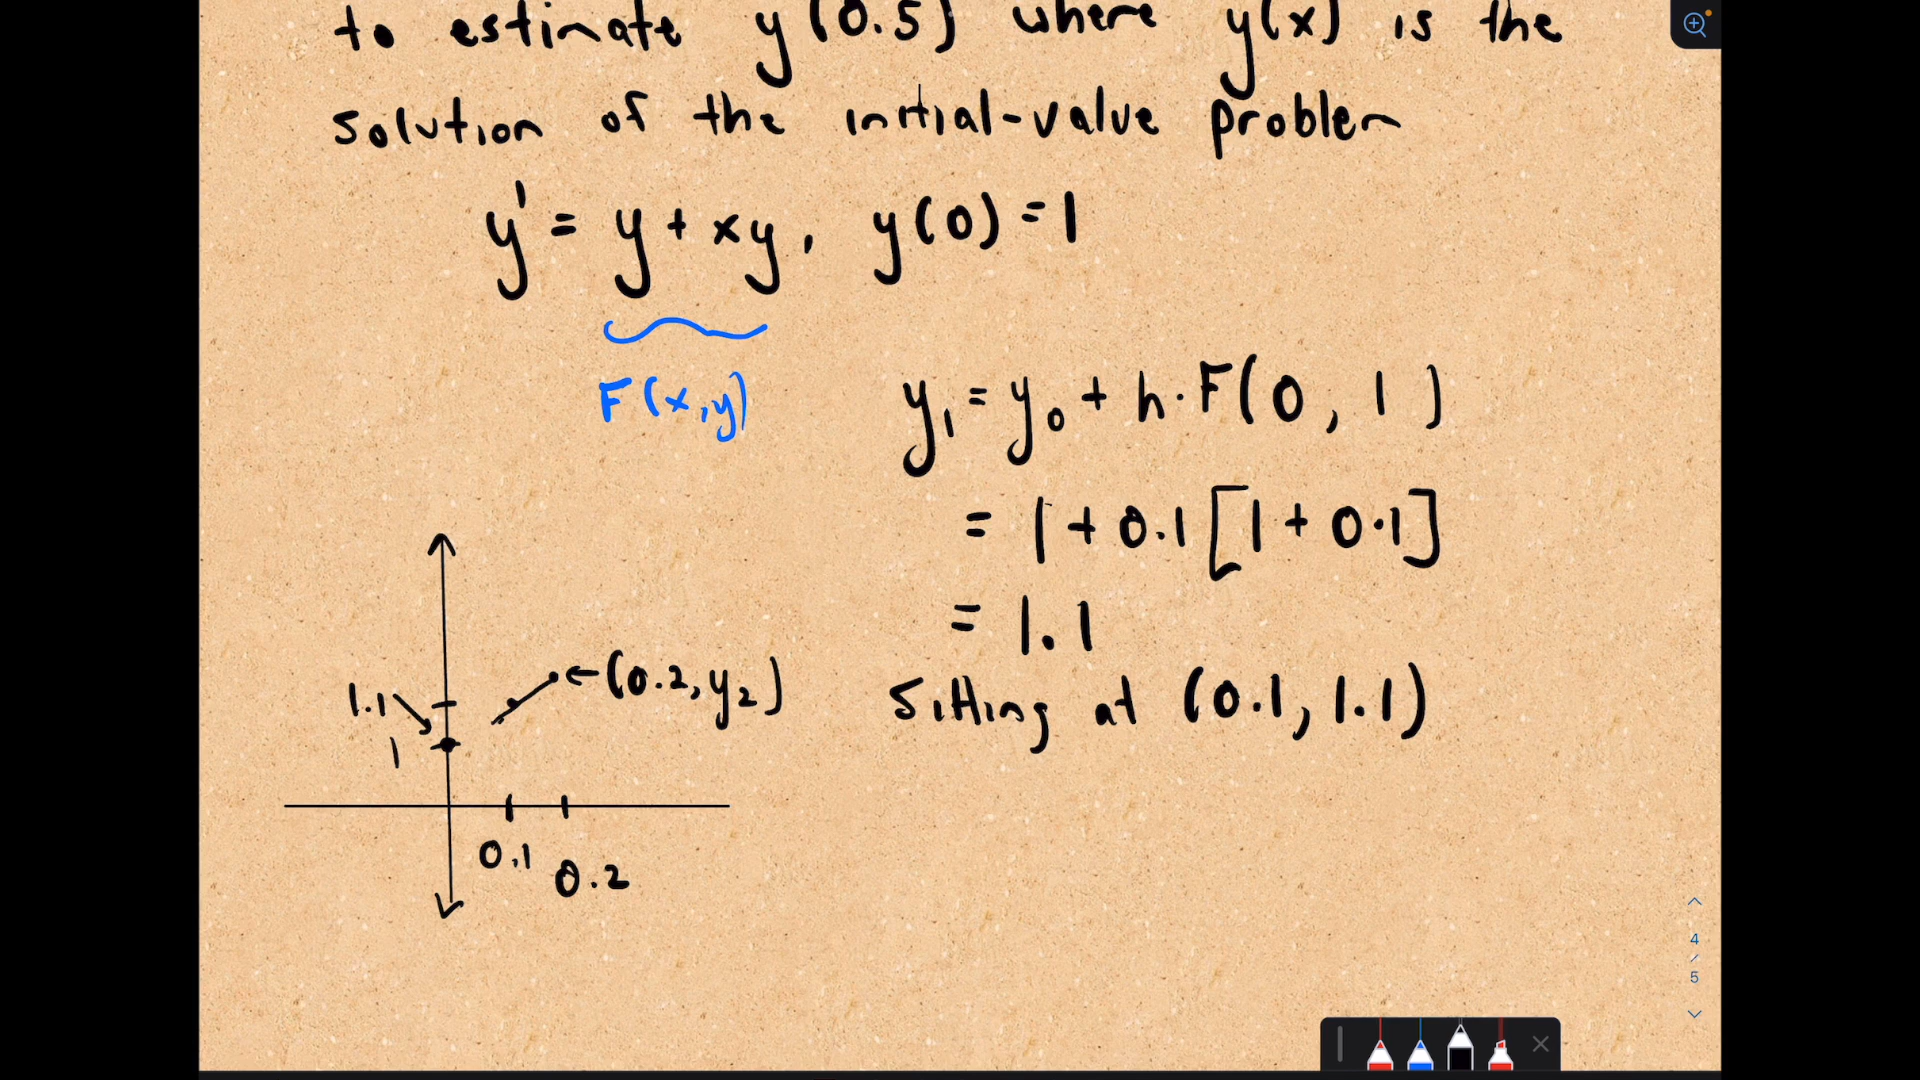 to estimate y(0.5) where y(x) is the
solution of the initial-value problem
y' = y + xy, y(0) = 1
F(x,y)
y₁ = y₀ + h·F(0, 1)
= 1 + 0.1[1 + 0·1]
= 1.1
sitting at (0.1, 1.1)
←(0.2, y₂)
1.1
1
0.1
0.2
4
/
5